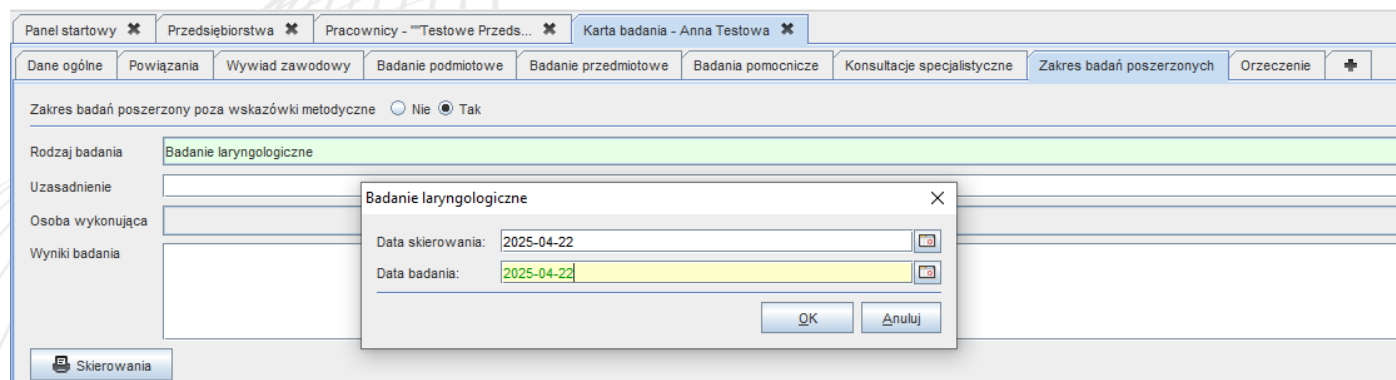 Panel startowy Przedsiębiorstwa Pracownicy - ""Testowe Przeds... Karta badania - Anna Testowa
Dane ogólne Powiązania Wywiad zawodowy Badanie podmiotowe Badanie przedmiotowe Badania pomocnicze Konsultacje specjalistyczne Zakres badań poszerzonych Orzeczenie
Zakres badań poszerzony poza wskazówki metodyczne Nie Tak
Rodzaj badania Badanie laryngologiczne
Uzasadnienie
Badanie laryngologiczne
Osoba wykonująca
Data skierowania: 2025-04-22
Wyniki badania
Data badania: 2025-04-22
OK Anuluj
Skierowania